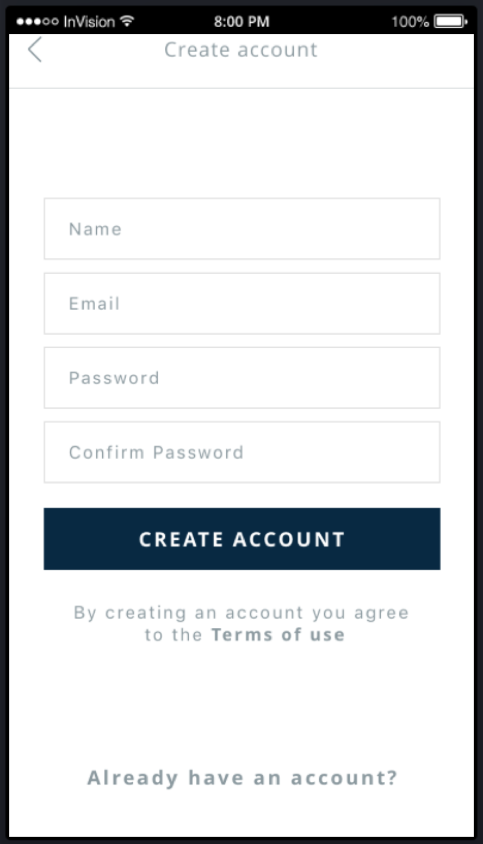 InVision 8:00 PM 100%
Create account
Name
Email
Password
Confirm Password
CREATE ACCOUNT
By creating an account you agree
to the Terms of use
Already have an account?